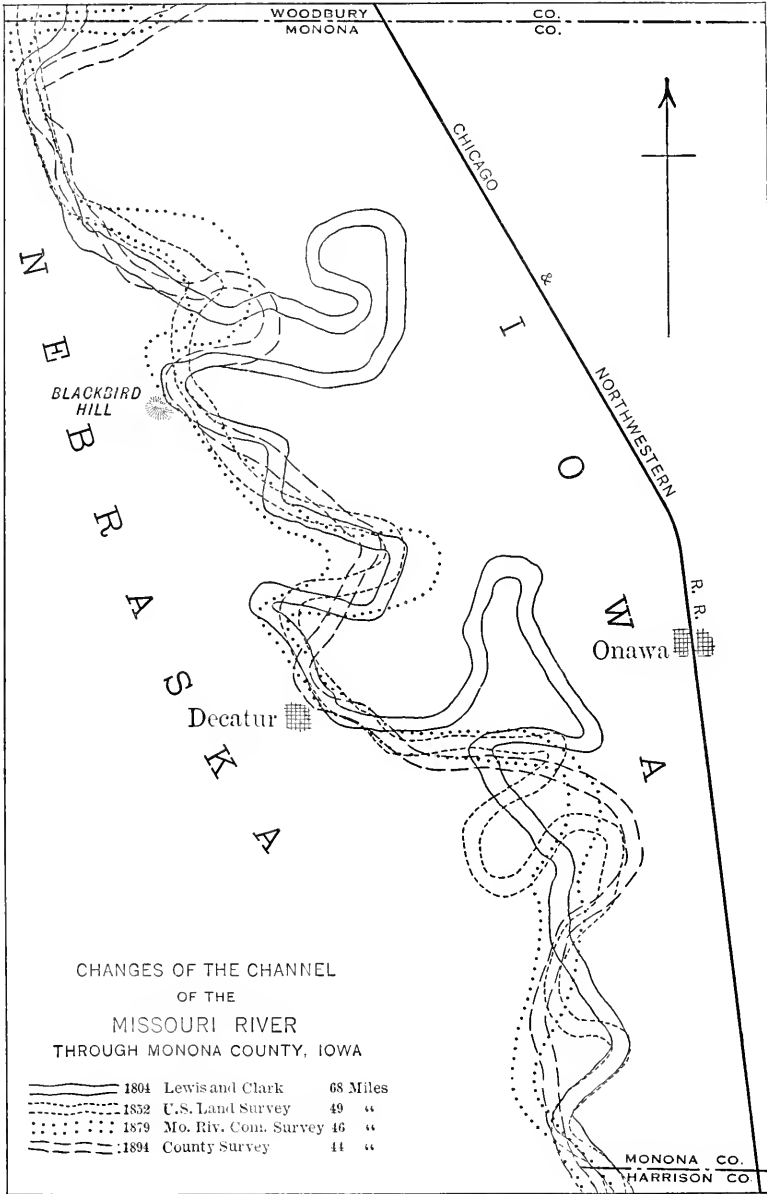 WOODBURY CO.
MONONA CO.
CHICAGO & NORTHWESTERN R. R.
NEBRASKA
IOWA
BLACKBIRD
HILL
Onawa
Decatur
CHANGES OF THE CHANNEL
OF THE
MISSOURI RIVER
THROUGH MONONA COUNTY, IOWA
1804 Lewis and Clark 68 Miles
1852 U.S. Land Survey 49 “
1879 Mo. Riv. Com. Survey 46 “
1894 County Survey 44 “
MONONA CO.
HARRISON CO.